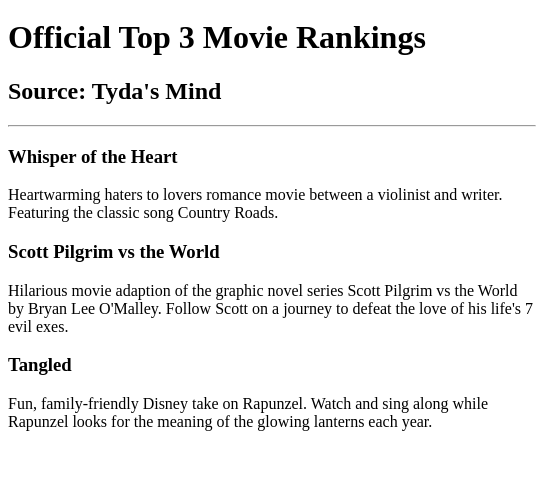 Official Top 3 Movie Rankings
Source: Tyda's Mind
Whisper of the Heart
Heartwarming haters to lovers romance movie between a violinist and writer.
Featuring the classic song Country Roads.
Scott Pilgrim vs the World
Hilarious movie adaption of the graphic novel series Scott Pilgrim vs the World
by Bryan Lee O'Malley. Follow Scott on a journey to defeat the love of his life's 7
evil exes.
Tangled
Fun, family-friendly Disney take on Rapunzel. Watch and sing along while
Rapunzel looks for the meaning of the glowing lanterns each year.